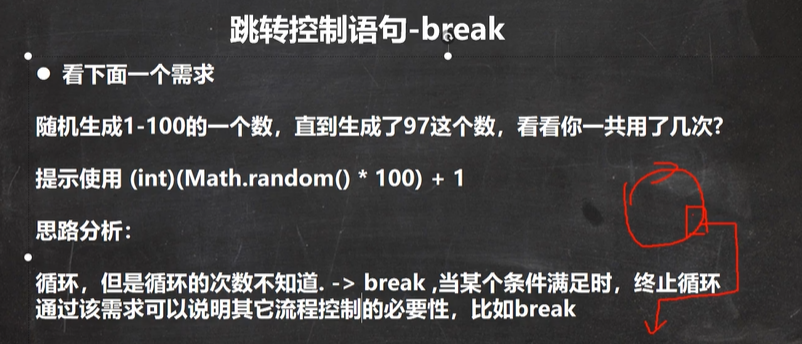 跳转控制语句-break
● 看下面一个需求
随机生成1-100的一个数，直到生成了97这个数，看看你一共用了几次?
提示使用 (int)(Math.random() * 100) + 1
思路分析：
循环，但是循环的次数不知道. -> break ,当某个条件满足时，终止循环
通过该需求可以说明其它流程控制的必要性，比如break